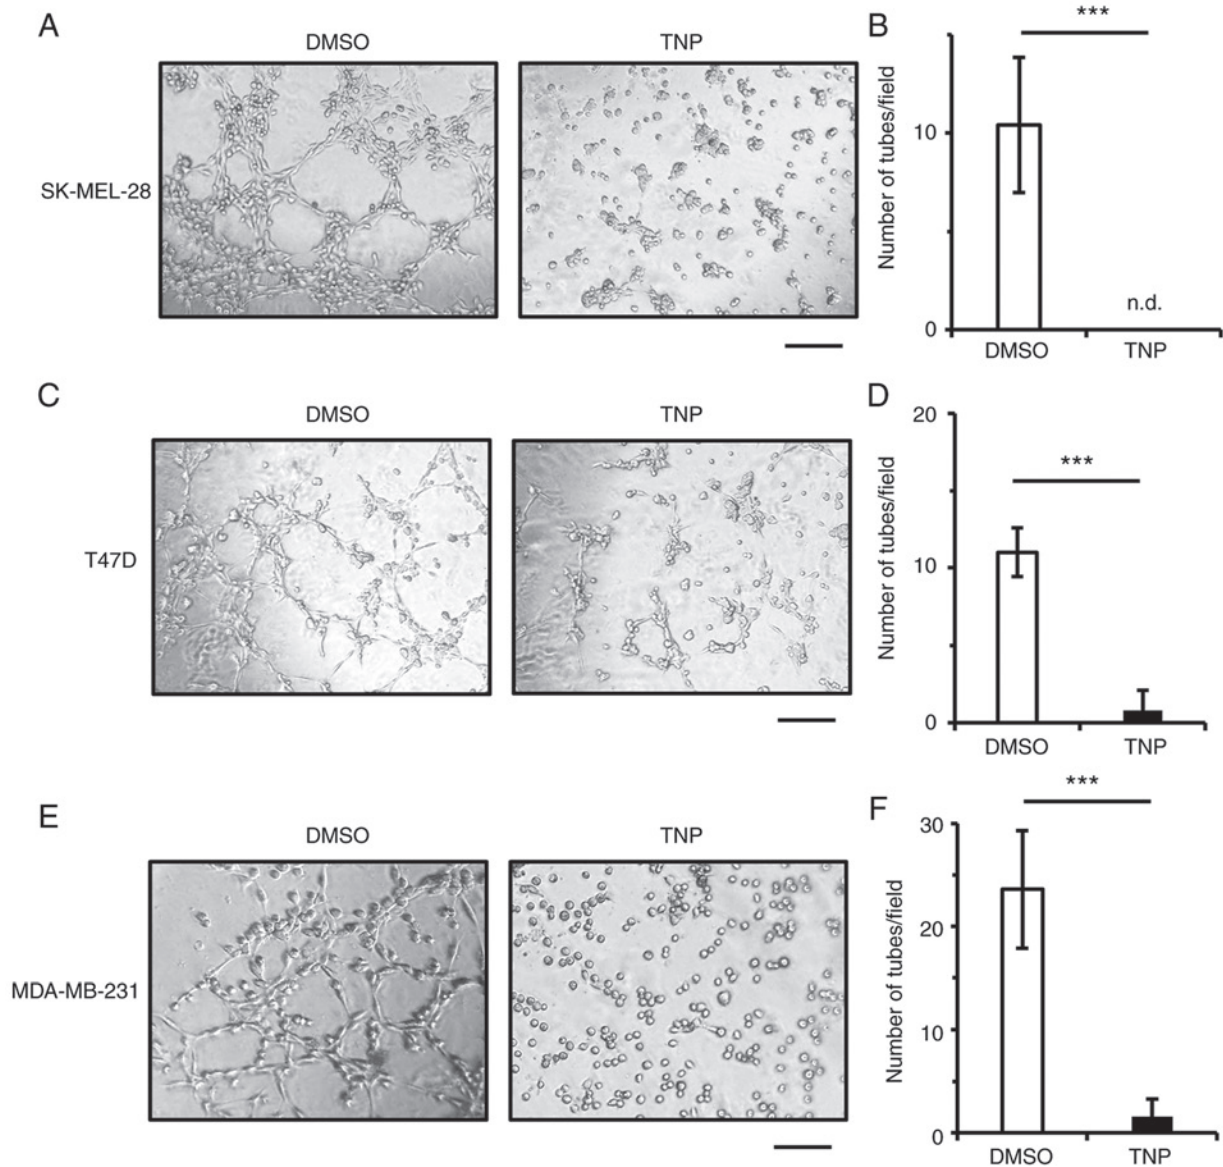 A
DMSO
TNP
SK-MEL-28
B
***
Number of tubes/field
10
0
n.d.
DMSO
TNP
C
DMSO
TNP
T47D
D
20
***
Number of tubes/field
10
0
DMSO
TNP
E
DMSO
TNP
MDA-MB-231
F
***
30
Number of tubes/field
20
10
0
DMSO
TNP